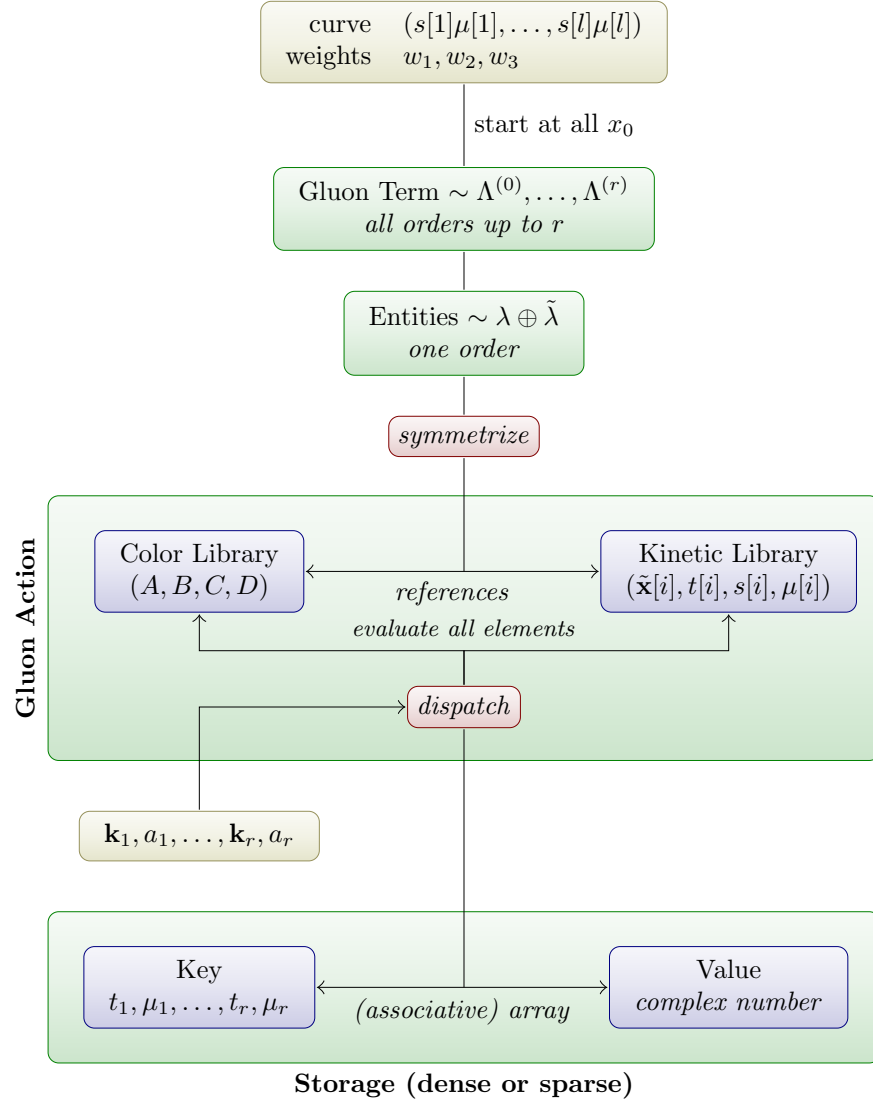 curve (s[1]μ[1], . . . , s[l]μ[l])
weights w₁, w₂, w₃
start at all x₀
Gluon Term ∼ Λ⁽⁰⁾, . . . , Λ⁽ʳ⁾
all orders up to r
Entities ∼ λ ⊕ λ̃
one order
symmetrize
Gluon Action
Color Library
(A, B, C, D)
Kinetic Library
(x̃[i], t[i], s[i], μ[i])
references
evaluate all elements
dispatch
k₁, a₁, . . . , kᵣ, aᵣ
Key
t₁, μ₁, . . . , tᵣ, μᵣ
Value
complex number
(associative) array
Storage (dense or sparse)